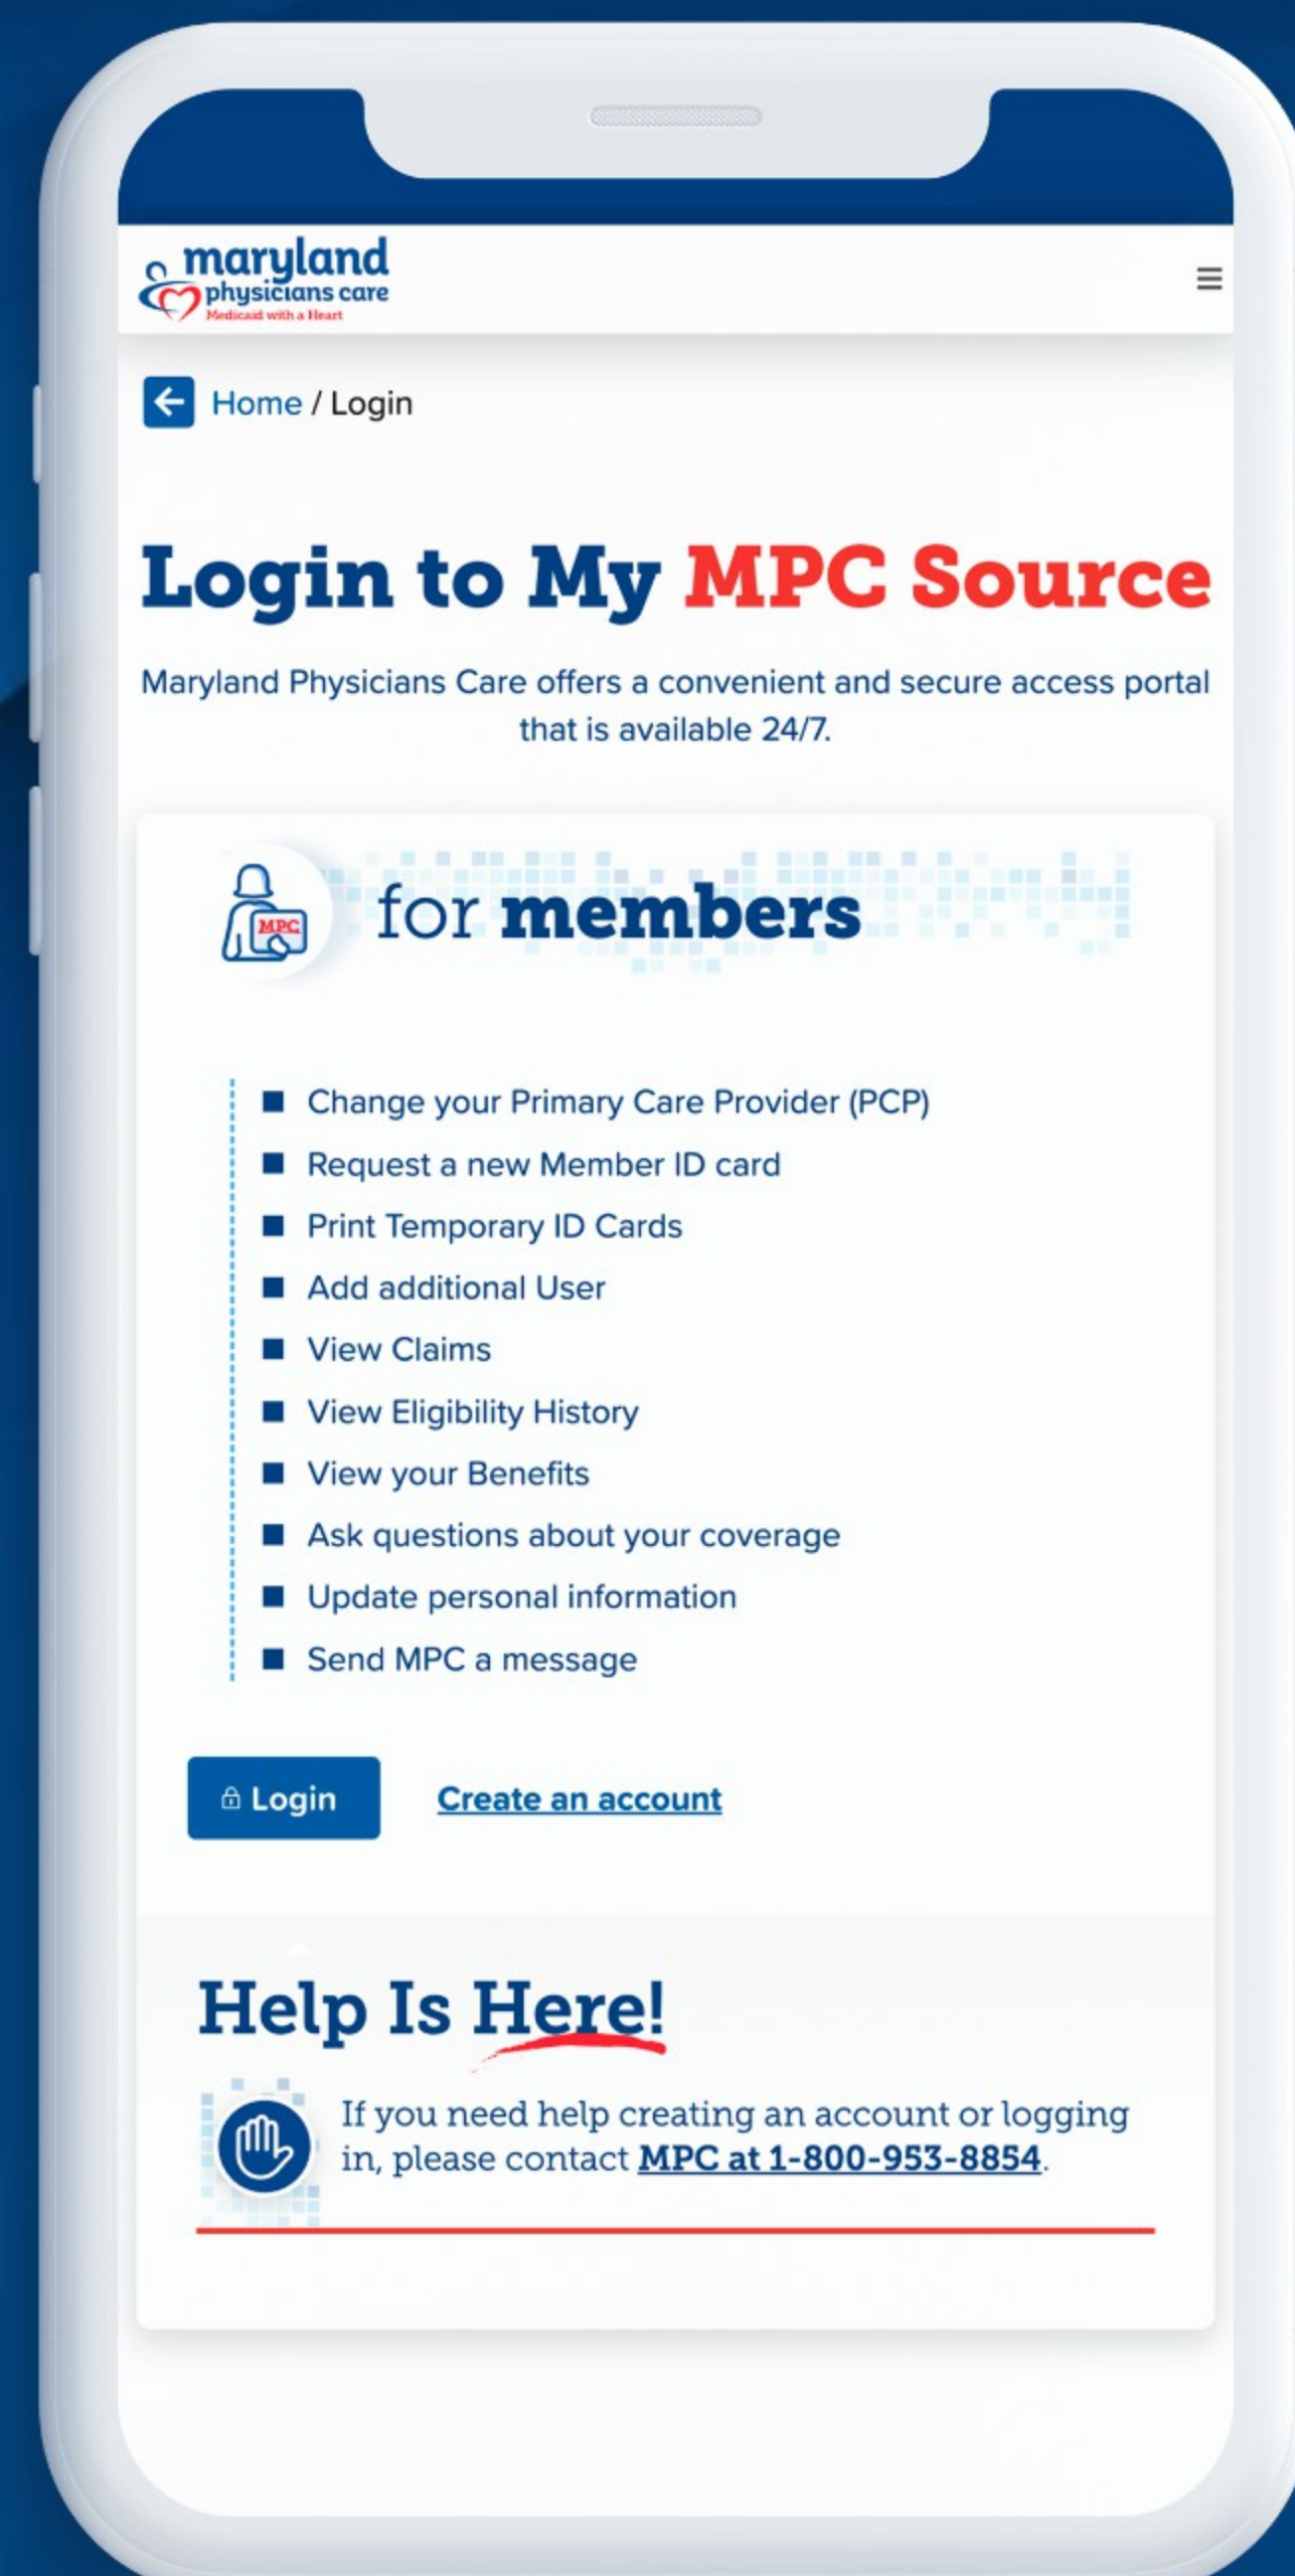 maryland
physicians care
Medicaid with a Heart
Home / Login
Login to My MPC Source
Maryland Physicians Care offers a convenient and secure access portal
that is available 24/7.
MPC
for members
Change your Primary Care Provider (PCP)
Request a new Member ID card
Print Temporary ID Cards
Add additional User
View Claims
View Eligibility History
View your Benefits
Ask questions about your coverage
Update personal information
Send MPC a message
Login
Create an account
Help Is Here!
If you need help creating an account or logging
in, please contact MPC at 1-800-953-8854.